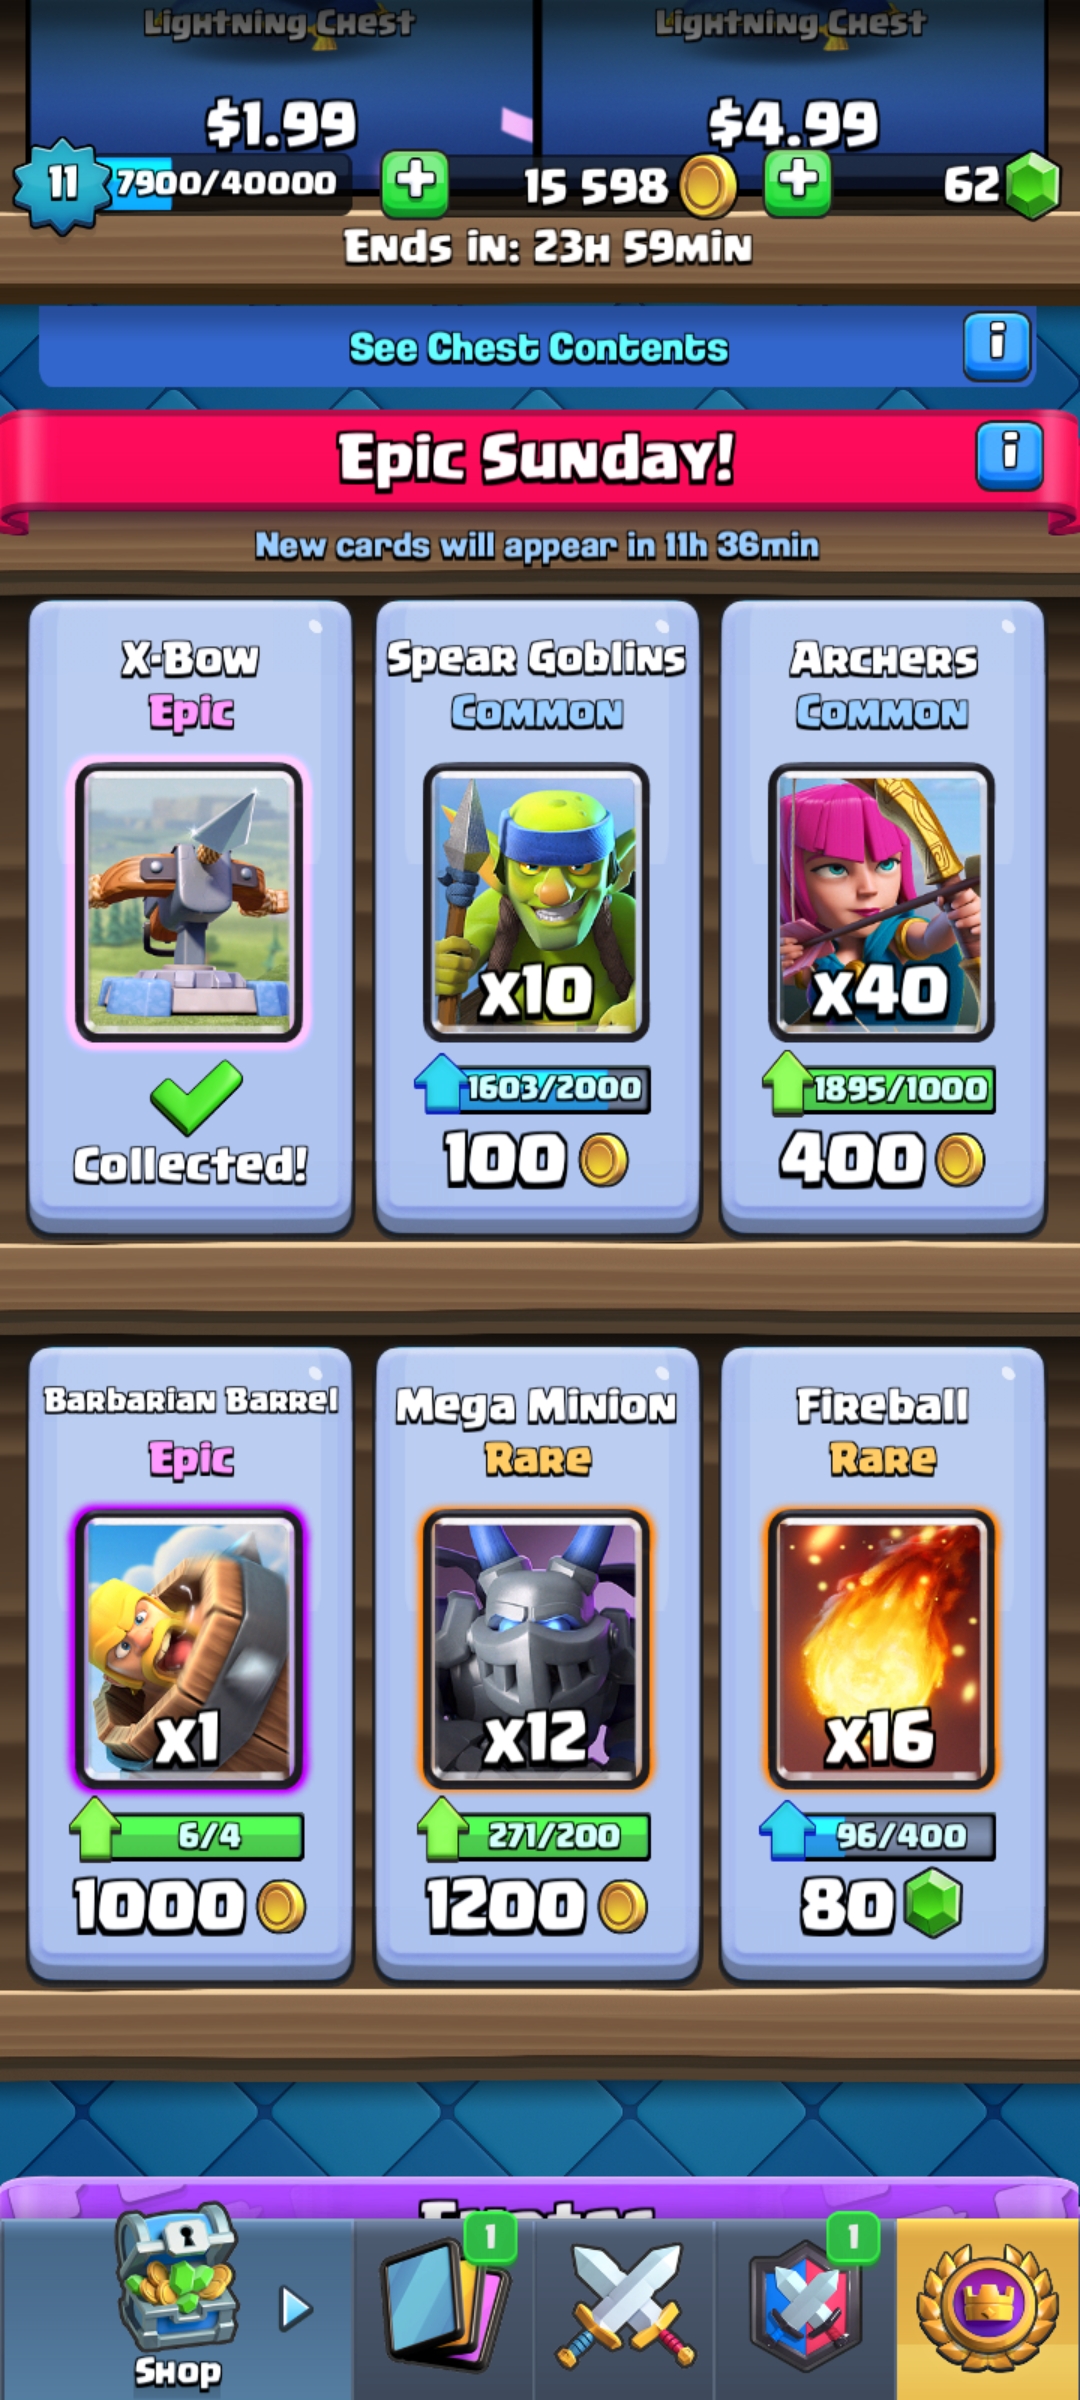 Lightning Chest
Lightning Chest
$1.99
$4.99
11
7900/40000
15 598
62
Ends in: 23h 59min
See Chest Contents
i
Epic Sunday!
i
New cards will appear in 11h 36min
X-Bow
Epic
Collected!
Spear Goblins
Common
x10
1603/2000
100
Archers
Common
x40
1895/1000
400
Barbarian Barrel
Epic
x1
6/4
1000
Mega Minion
Rare
x12
271/200
1200
Fireball
Rare
x16
96/400
80
1
1
Shop